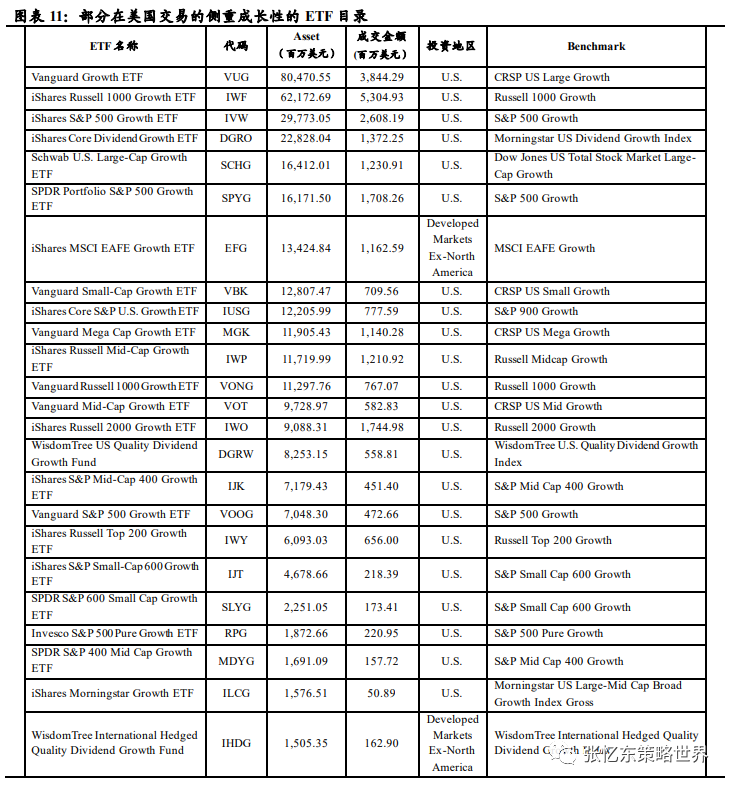 图表 11：部分在美国交易的侧重成长性的 ETF 目录
ETF 名称 代码 Asset (百万美元) 成交金额 (百万美元) 投资地区 Benchmark
Vanguard Growth ETF VUG 80,470.55 3,844.29 U.S. CRSP US Large Growth
iShares Russell 1000 Growth ETF IWF 62,172.69 5,304.93 U.S. Russell 1000 Growth
iShares S&P 500 Growth ETF IVW 29,773.05 2,608.19 U.S. S&P 500 Growth
iShares Core Dividend Growth ETF DGRO 22,828.04 1,372.25 U.S. Morningstar US Dividend Growth Index
Schwab U.S. Large-Cap Growth
ETF SCHG 16,412.01 1,230.91 U.S. Dow Jones US Total Stock Market Large-
Cap Growth
SPDR Portfolio S&P 500 Growth
ETF SPYG 16,171.50 1,708.26 U.S. S&P 500 Growth
iShares MSCI EAFE Growth ETF EFG 13,424.84 1,162.59 Developed
Markets
Ex-North
America MSCI EAFE Growth
Vanguard Small-Cap Growth ETF VBK 12,807.47 709.56 U.S. CRSP US Small Growth
iShares Core S&P U.S. Growth ETF IUSG 12,205.99 777.59 U.S. S&P 900 Growth
Vanguard Mega Cap Growth ETF MGK 11,905.43 1,140.28 U.S. CRSP US Mega Growth
iShares Russell Mid-Cap Growth
ETF IWP 11,719.99 1,210.92 U.S. Russell Midcap Growth
Vanguard Russell 1000 Growth ETF VONG 11,297.76 767.07 U.S. Russell 1000 Growth
Vanguard Mid-Cap Growth ETF VOT 9,728.97 582.83 U.S. CRSP US Mid Growth
iShares Russell 2000 Growth ETF IWO 9,088.31 1,744.98 U.S. Russell 2000 Growth
WisdomTree US Quality Dividend
Growth Fund DGRW 8,253.15 558.81 U.S. WisdomTree U.S. Quality Dividend Growth
Index
iShares S&P Mid-Cap 400 Growth
ETF IJK 7,179.43 451.40 U.S. S&P Mid Cap 400 Growth
Vanguard S&P 500 Growth ETF VOOG 7,048.30 472.66 U.S. S&P 500 Growth
iShares Russell Top 200 Growth
ETF IWY 6,093.03 656.00 U.S. Russell Top 200 Growth
iShares S&P Small-Cap 600 Growth
ETF IJT 4,678.66 218.39 U.S. S&P Small Cap 600 Growth
SPDR S&P 600 Small Cap Growth
ETF SLYG 2,251.05 173.41 U.S. S&P Small Cap 600 Growth
Invesco S&P 500 Pure Growth ETF RPG 1,872.66 220.95 U.S. S&P 500 Pure Growth
SPDR S&P 400 Mid Cap Growth
ETF MDYG 1,691.09 157.72 U.S. S&P Mid Cap 400 Growth
iShares Morningstar Growth ETF ILCG 1,576.51 50.89 U.S. Morningstar US Large-Mid Cap Broad
Growth Index Gross
WisdomTree International Hedged
Quality Dividend Growth Fund IHDG 1,505.35 162.90 Developed
Markets
Ex-North
America WisdomTree International Hedged Quality
Dividend
张忆东策略世界